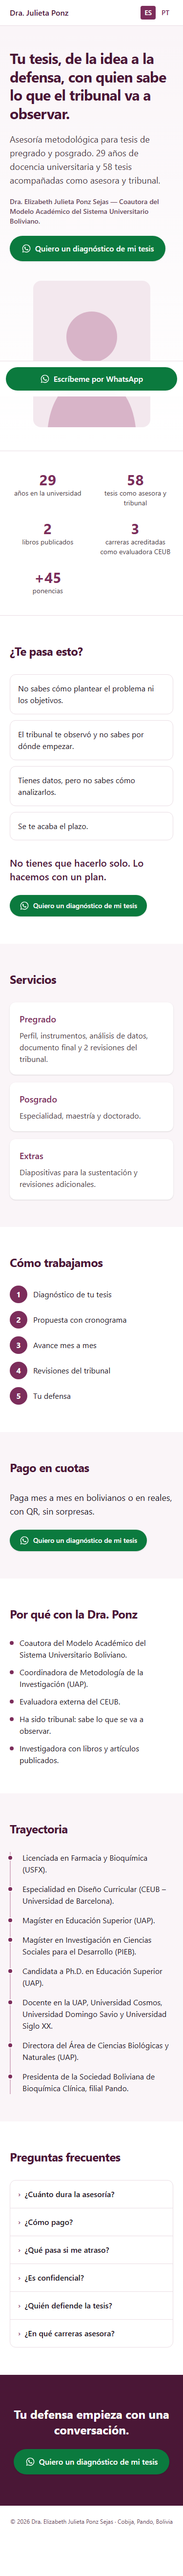 Dra. Julieta Ponz
ES PT
Tu tesis, de la idea a la
defensa, con quien sabe
lo que el tribunal va a
observar.
Asesoría metodológica para tesis de
pregrado y posgrado. 29 años de
docencia universitaria y 58 tesis
acompañadas como asesora y tribunal.
Dra. Elizabeth Julieta Ponz Sejas — Coautora del
Modelo Académico del Sistema Universitario
Boliviano.
Quiero un diagnóstico de mi tesis
Escríbeme por WhatsApp
29
años en la universidad
58
tesis como asesora y
tribunal
2
libros publicados
3
carreras acreditadas
como evaluadora CEUB
+45
ponencias
¿Te pasa esto?
No sabes cómo plantear el problema ni
los objetivos.
El tribunal te observó y no sabes por
dónde empezar.
Tienes datos, pero no sabes cómo
analizarlos.
Se te acaba el plazo.
No tienes que hacerlo solo. Lo
hacemos con un plan.
Quiero un diagnóstico de mi tesis
Servicios
Pregrado
Perfil, instrumentos, análisis de datos,
documento final y 2 revisiones del
tribunal.
Posgrado
Especialidad, maestría y doctorado.
Extras
Diapositivas para la sustentación y
revisiones adicionales.
Cómo trabajamos
1 Diagnóstico de tu tesis
2 Propuesta con cronograma
3 Avance mes a mes
4 Revisiones del tribunal
5 Tu defensa
Pago en cuotas
Paga mes a mes en bolivianos o en reales,
con QR, sin sorpresas.
Quiero un diagnóstico de mi tesis
Por qué con la Dra. Ponz
Coautora del Modelo Académico del
Sistema Universitario Boliviano.
Coordinadora de Metodología de la
Investigación (UAP).
Evaluadora externa del CEUB.
Ha sido tribunal: sabe lo que se va a
observar.
Investigadora con libros y artículos
publicados.
Trayectoria
Licenciada en Farmacia y Bioquímica
(USFX).
Especialidad en Diseño Curricular (CEUB –
Universidad de Barcelona).
Magíster en Educación Superior (UAP).
Magíster en Investigación en Ciencias
Sociales para el Desarrollo (PIEB).
Candidata a Ph.D. en Educación Superior
(UAP).
Docente en la UAP, Universidad Cosmos,
Universidad Domingo Savio y Universidad
Siglo XX.
Directora del Área de Ciencias Biológicas y
Naturales (UAP).
Presidenta de la Sociedad Boliviana de
Bioquímica Clínica, filial Pando.
Preguntas frecuentes
› ¿Cuánto dura la asesoría?
› ¿Cómo pago?
› ¿Qué pasa si me atraso?
› ¿Es confidencial?
› ¿Quién defiende la tesis?
› ¿En qué carreras asesora?
Tu defensa empieza con una
conversación.
Quiero un diagnóstico de mi tesis
© 2026 Dra. Elizabeth Julieta Ponz Sejas · Cobija, Pando, Bolivia